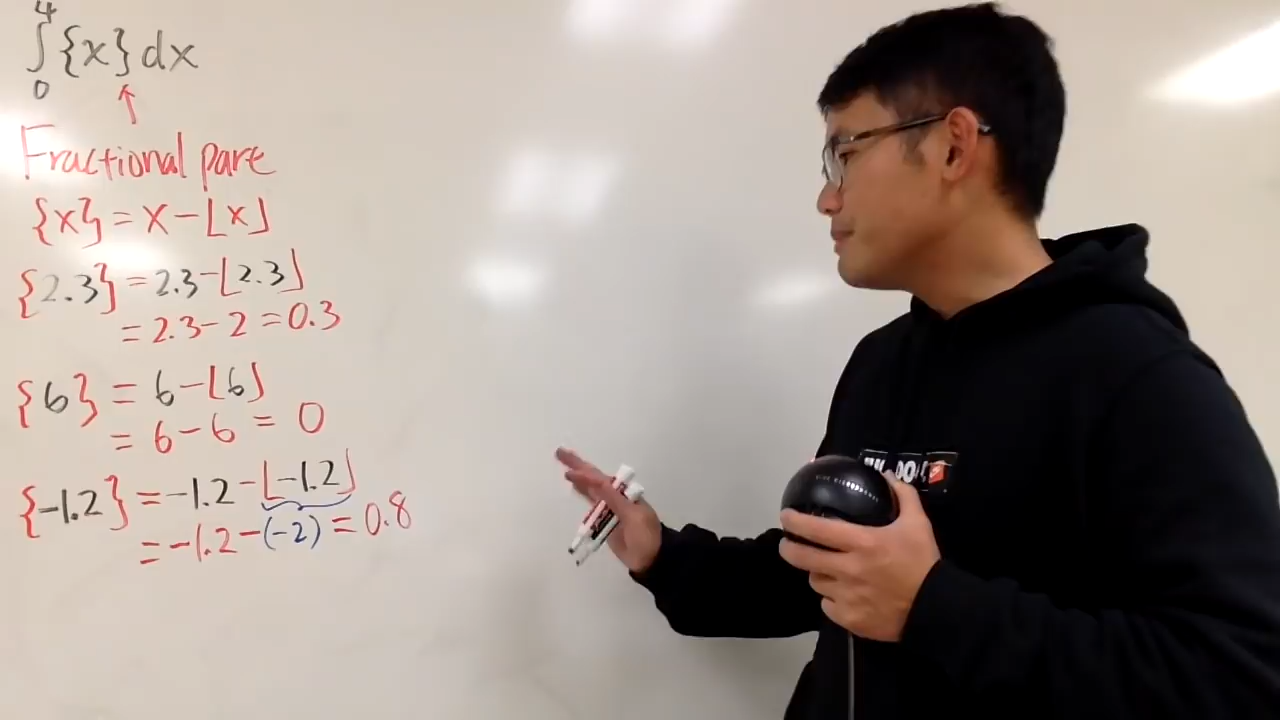 ∫₀⁴ {x} dx
↑
Fractional part
{x} = x - ⌊x⌋
{2.3} = 2.3 - ⌊2.3⌋
= 2.3 - 2 = 0.3
{6} = 6 - ⌊6⌋
= 6 - 6 = 0
{-1.2} = -1.2 - ⌊-1.2⌋
= -1.2 - (-2) = 0.8